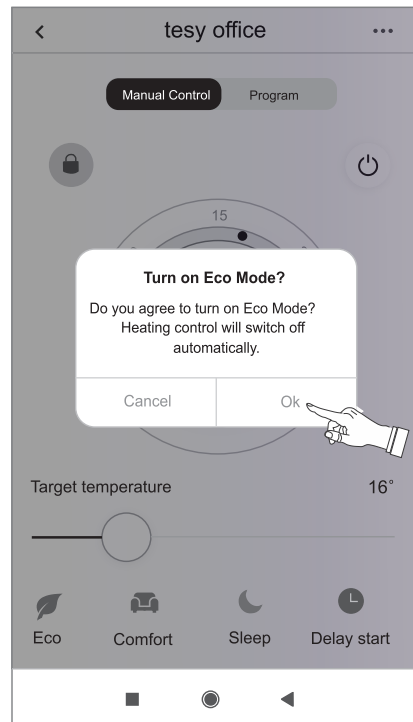 tesy office
Manual Control Program
15
Turn on Eco Mode?
Do you agree to turn on Eco Mode?
Heating control will switch off
automatically.
Cancel Ok
Target temperature 16°
Eco Comfort Sleep Delay start